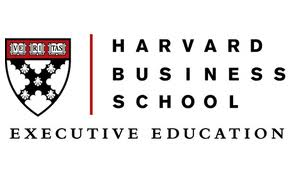 VE RI TAS
HARVARD
BUSINESS
SCHOOL
EXECUTIVE EDUCATION